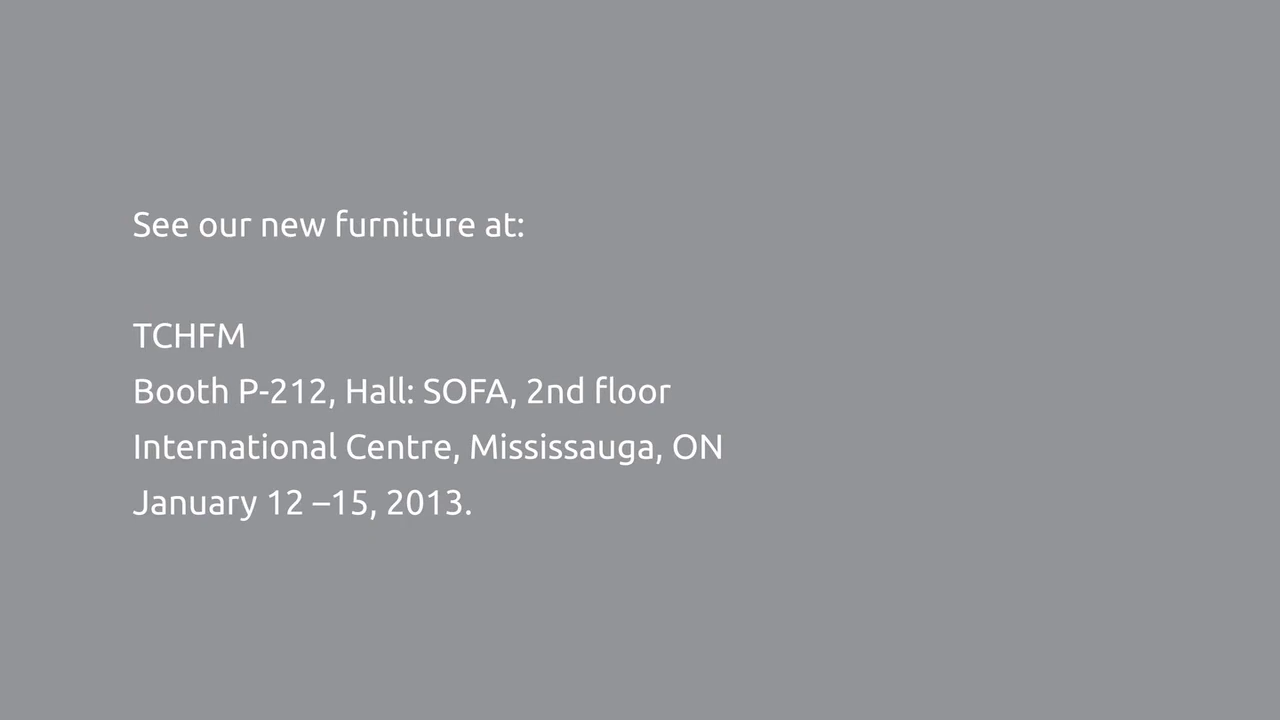 See our new furniture at:
TCHFM
Booth P-212, Hall: SOFA, 2nd floor
International Centre, Mississauga, ON
January 12 –15, 2013.